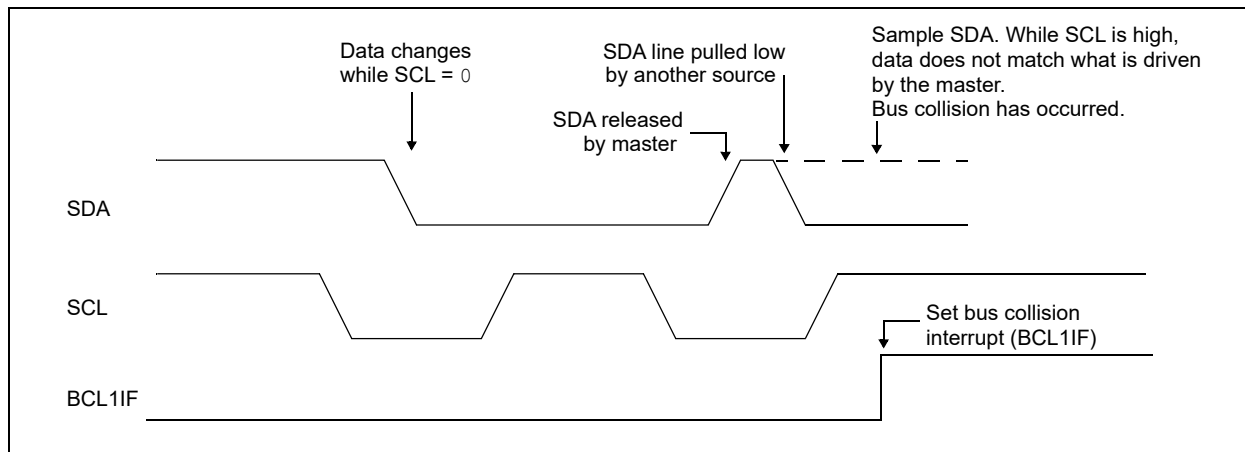 Data changes
while SCL = 0
SDA line pulled low
by another source
Sample SDA. While SCL is high,
data does not match what is driven
by the master.
Bus collision has occurred.
SDA released
by master
SDA
SCL
Set bus collision
interrupt (BCL1IF)
BCL1IF